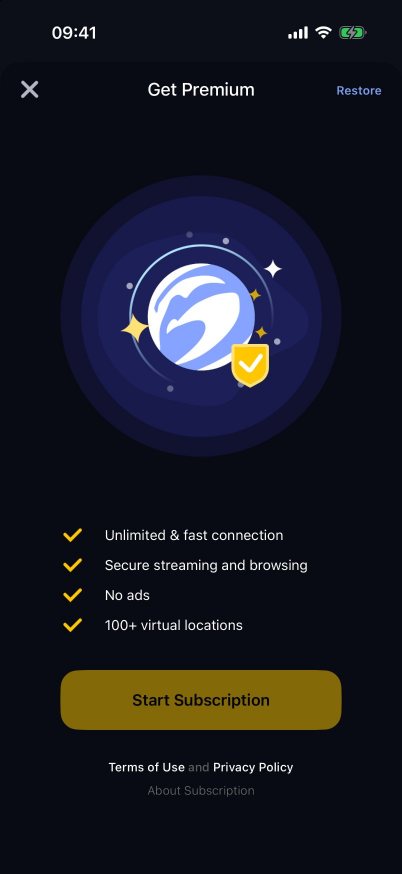 09:41
Get Premium
Restore
Unlimited & fast connection
Secure streaming and browsing
No ads
100+ virtual locations
Start Subscription
Terms of Use and Privacy Policy
About Subscription